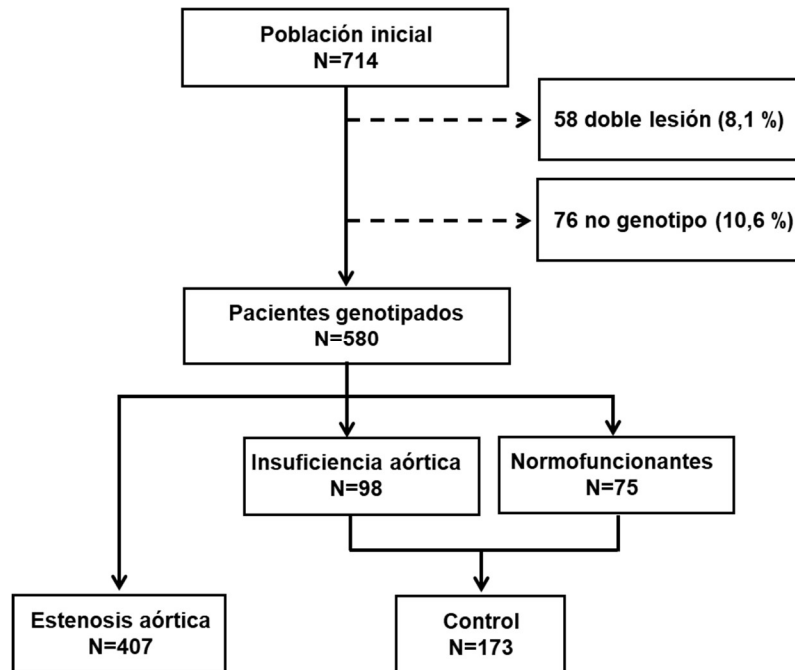 Población inicial
N=714
58 doble lesión (8,1 %)
76 no genotipo (10,6 %)
Pacientes genotipados
N=580
Insuficiencia aórtica
N=98
Normofuncionantes
N=75
Estenosis aórtica
N=407
Control
N=173